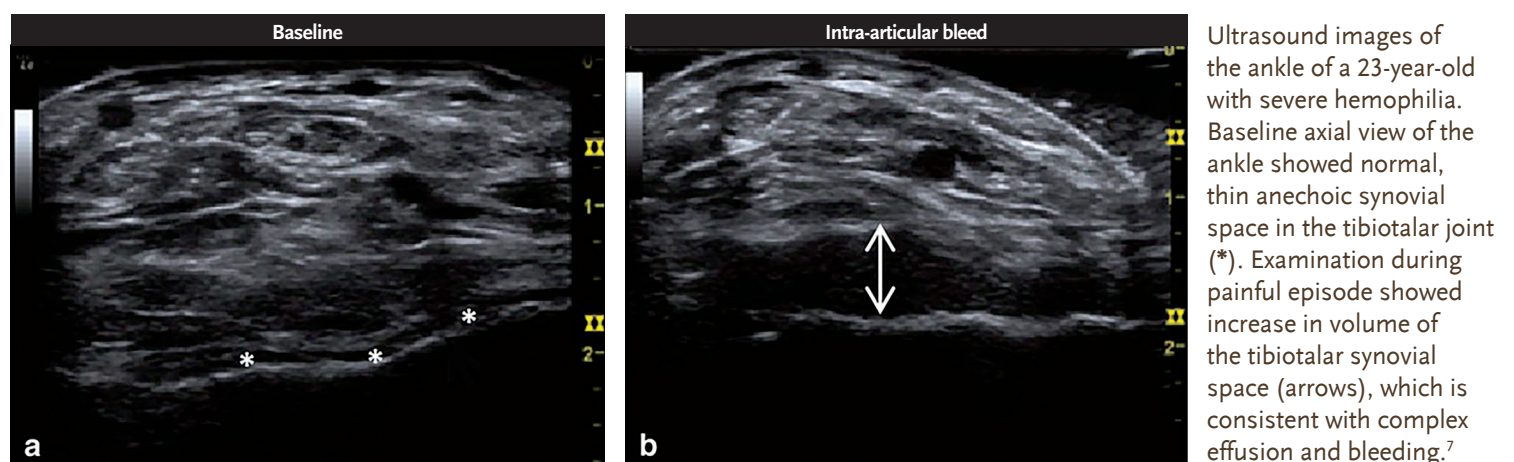 Baseline
Intra-articular bleed
0
1
2
*
*
*
a
0
1
2
b
Ultrasound images of
the ankle of a 23-year-old
with severe hemophilia.
Baseline axial view of the
ankle showed normal,
thin anechoic synovial
space in the tibiotalar joint
(*). Examination during
painful episode showed
increase in volume of
the tibiotalar synovial
space (arrows), which is
consistent with complex
effusion and bleeding.7